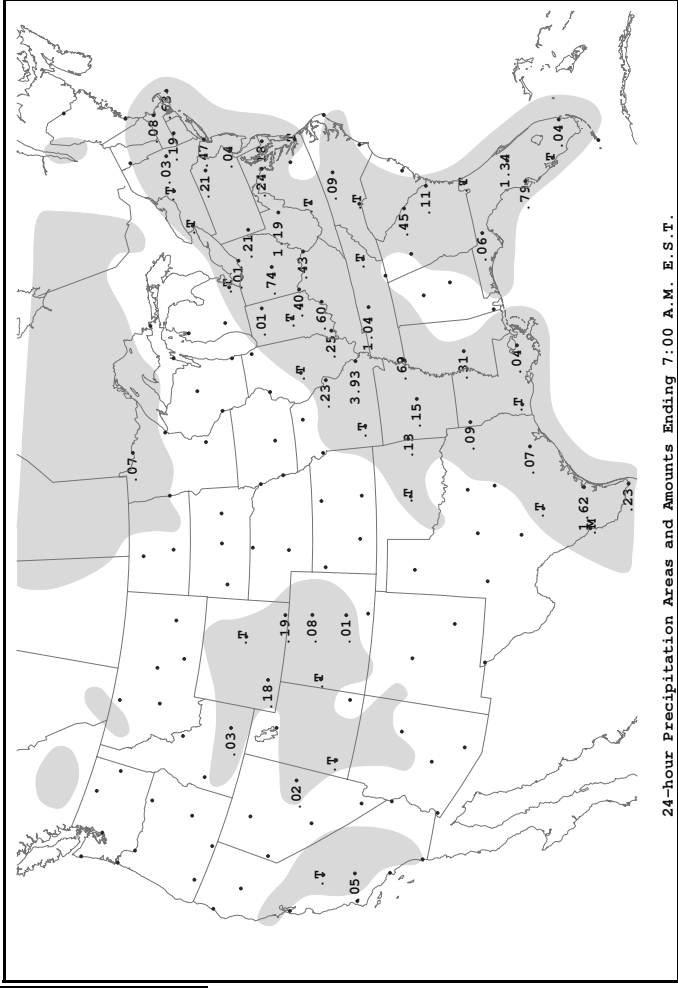 .07
.08
.63
.03
T
.19
T
.47
.21
.04
T
.03
.01
T
.21
.24
.18
.01
.18
.74
1.19
.19
T
T
.02
.40
T
.43
T
.08
T
T
.60
.23
.25
.09
T
.01
.05
3.93
T
T
T
1.04
.69
.45
.13
T
.15
.11
T
.31
.09
.06
1.34
.04
T
.79
.07
T
T
.04
1.62
M
.23
24-hour Precipitation Areas and Amounts Ending 7:00 A.M. E.S.T.